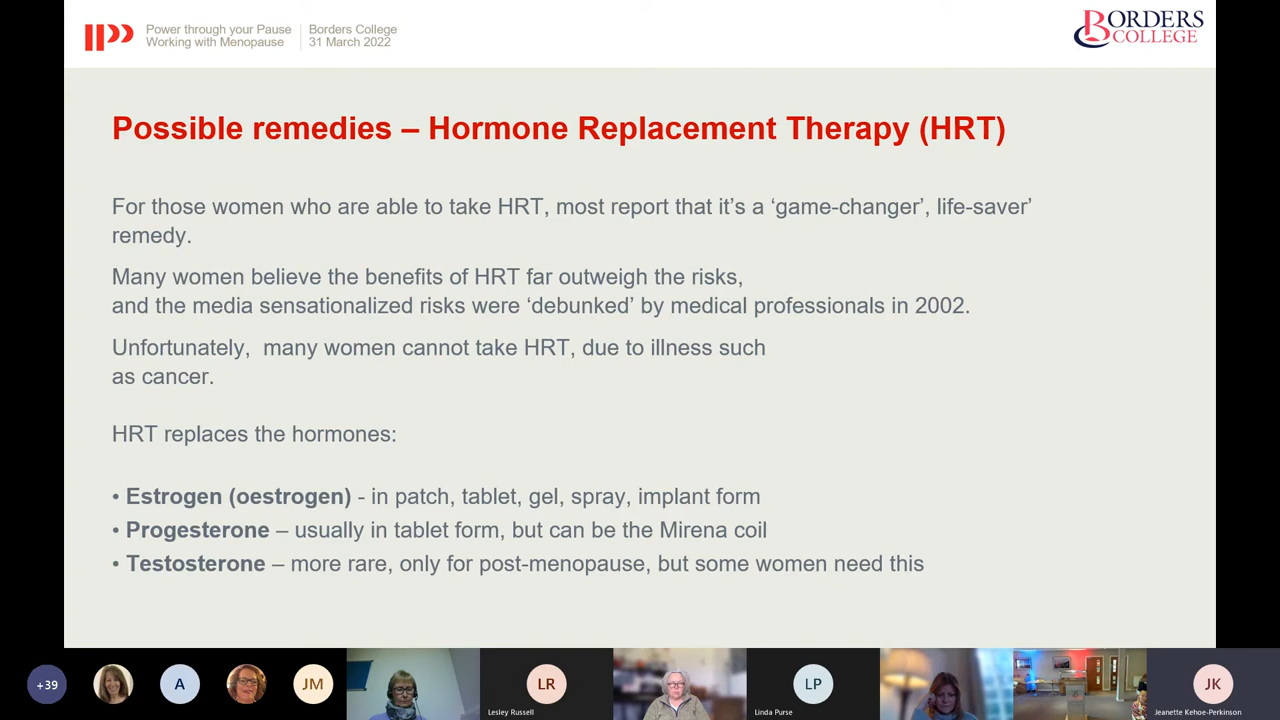 Power through your Pause
Working with Menopause
Borders College
31 March 2022
BORDERS
COLLEGE
Possible remedies – Hormone Replacement Therapy (HRT)
For those women who are able to take HRT, most report that it’s a ‘game-changer’, life-saver’
remedy.
Many women believe the benefits of HRT far outweigh the risks,
and the media sensationalized risks were ‘debunked’ by medical professionals in 2002.
Unfortunately,  many women cannot take HRT, due to illness such
as cancer.
HRT replaces the hormones:
• Estrogen (oestrogen) - in patch, tablet, gel, spray, implant form
• Progesterone – usually in tablet form, but can be the Mirena coil
• Testosterone – more rare, only for post-menopause, but some women need this
+39
A
JM
LR
Lesley Russell
LP
Linda Purse
JK
Jeanette Kehoe-Perkinson